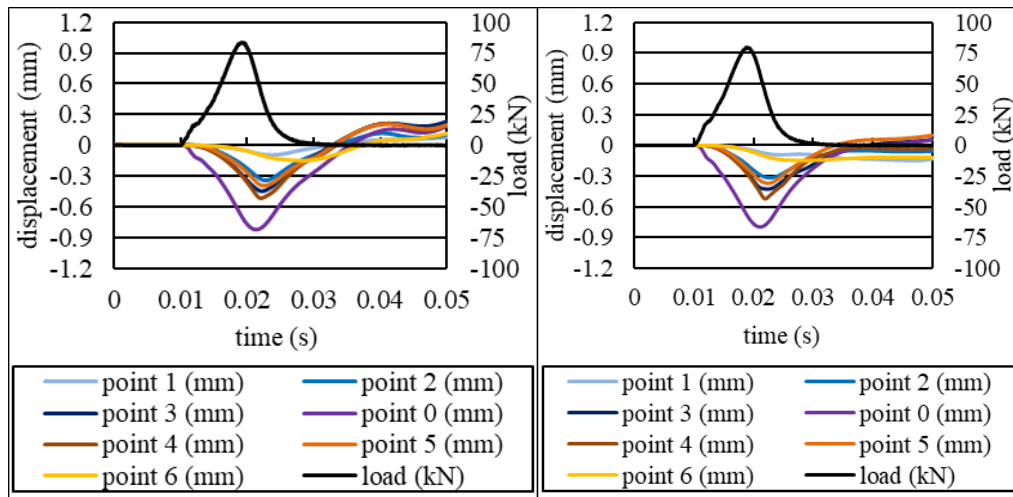 displacement (mm)
1.2
0.9
0.6
0.3
0
-0.3
-0.6
-0.9
-1.2
100
75
50
25
0
-25
-50
-75
-100
load (kN)
0 0.01 0.02 0.03 0.04 0.05
time (s)
point 1 (mm) point 2 (mm)
point 3 (mm) point 0 (mm)
point 4 (mm) point 5 (mm)
point 6 (mm) load (kN)
displacement (mm)
1.2
0.9
0.6
0.3
0
-0.3
-0.6
-0.9
-1.2
100
75
50
25
0
-25
-50
-75
-100
load (kN)
0 0.01 0.02 0.03 0.04 0.05
time (s)
point 1 (mm) point 2 (mm)
point 3 (mm) point 0 (mm)
point 4 (mm) point 5 (mm)
point 6 (mm) load (kN)